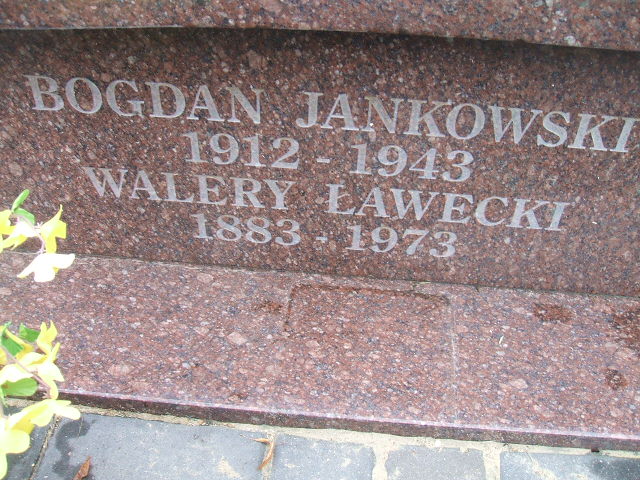 BOGDAN JANKOWSKI
1912 - 1943
WALERY ŁAWECKI
1883 - 1973